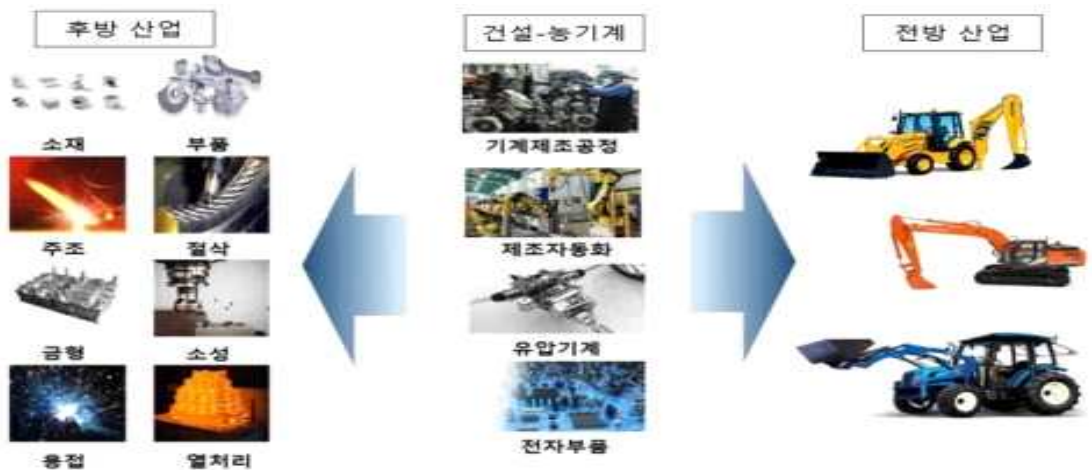 후방 산업
건설-농기계
전방 산업
소재
부품
기계제조공정
주조
절삭
제조자동화
금형
소성
유압기계
용접
열처리
전자부품